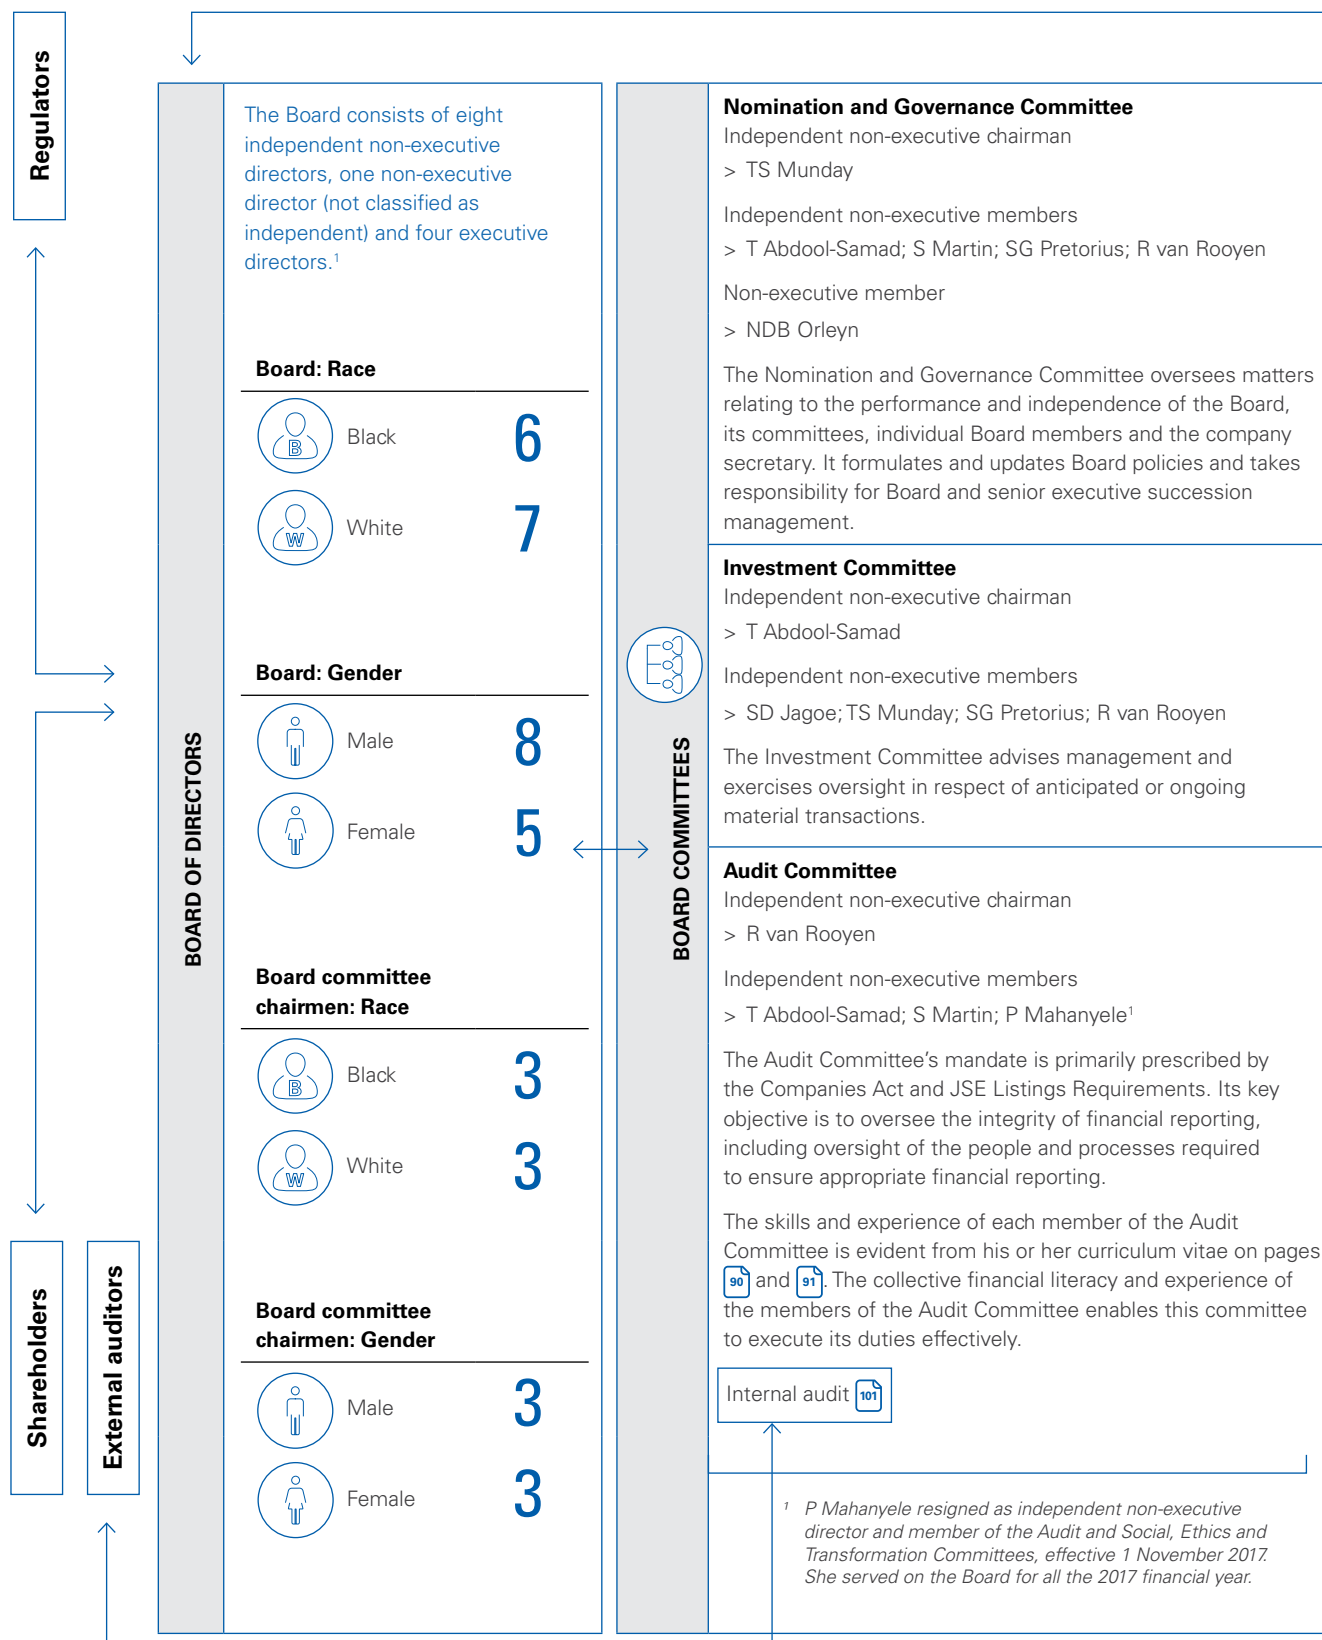 Regulators
Shareholders
External auditors
BOARD OF DIRECTORS
The Board consists of eight
independent non-executive
directors, one non-executive
director (not classified as
independent) and four executive
directors.¹
Board: Race
B
Black 6
W
White 7
Board: Gender
Male 8
Female 5
Board committee
chairmen: Race
B
Black 3
W
White 3
Board committee
chairmen: Gender
Male 3
Female 3
BOARD COMMITTEES
Nomination and Governance Committee
Independent non-executive chairman
> TS Munday
Independent non-executive members
> T Abdool-Samad; S Martin; SG Pretorius; R van Rooyen
Non-executive member
> NDB Orleyn
The Nomination and Governance Committee oversees matters
relating to the performance and independence of the Board,
its committees, individual Board members and the company
secretary. It formulates and updates Board policies and takes
responsibility for Board and senior executive succession
management.
Investment Committee
Independent non-executive chairman
> T Abdool-Samad
Independent non-executive members
> SD Jagoe; TS Munday; SG Pretorius; R van Rooyen
The Investment Committee advises management and
exercises oversight in respect of anticipated or ongoing
material transactions.
Audit Committee
Independent non-executive chairman
> R van Rooyen
Independent non-executive members
> T Abdool-Samad; S Martin; P Mahanyele¹
The Audit Committee's mandate is primarily prescribed by
the Companies Act and JSE Listings Requirements. Its key
objective is to oversee the integrity of financial reporting,
including oversight of the people and processes required
to ensure appropriate financial reporting.
The skills and experience of each member of the Audit
Committee is evident from his or her curriculum vitae on pages
90 and 91. The collective financial literacy and experience of
the members of the Audit Committee enables this committee
to execute its duties effectively.
Internal audit 101
¹ P Mahanyele resigned as independent non-executive
director and member of the Audit and Social, Ethics and
Transformation Committees, effective 1 November 2017.
She served on the Board for all the 2017 financial year.